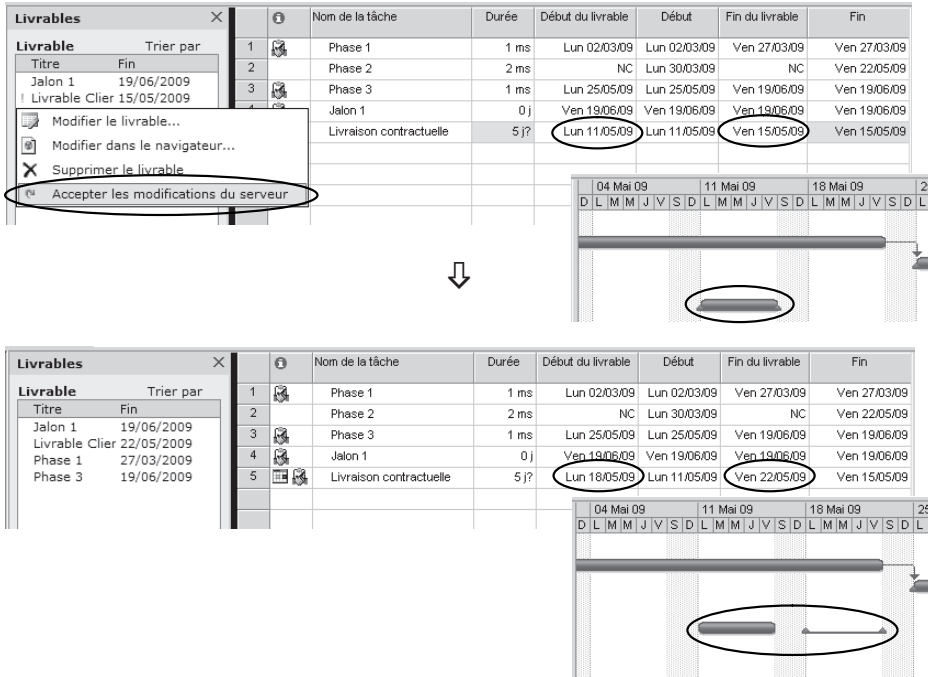 Livrables
Livrable Trier par
Titre Fin
Jalon 1 19/06/2009
! Livrable Clier 15/05/2009
Modifier le livrable...
Modifier dans le navigateur...
Supprimer le livrable
Accepter les modifications du serveur
Nom de la tâche Durée Début du livrable Début Fin du livrable Fin
1 Phase 1 1 ms Lun 02/03/09 Lun 02/03/09 Ven 27/03/09 Ven 27/03/09
2 Phase 2 2 ms NC Lun 30/03/09 NC Ven 22/05/09
3 Phase 3 1 ms Lun 25/05/09 Lun 25/05/09 Ven 19/06/09 Ven 19/06/09
Jalon 1 0 j Ven 19/06/09 Ven 19/06/09 Ven 19/06/09 Ven 19/06/09
Livraison contractuelle 5 j? Lun 11/05/09 Lun 11/05/09 Ven 15/05/09 Ven 15/05/09
04 Mai 09 11 Mai 09 18 Mai 09 2
D L M M J V S D L M M J V S D L M M J V S D L
Livrables
Livrable Trier par
Titre Fin
Jalon 1 19/06/2009
Livrable Clier 22/05/2009
Phase 1 27/03/2009
Phase 3 19/06/2009
Nom de la tâche Durée Début du livrable Début Fin du livrable Fin
1 Phase 1 1 ms Lun 02/03/09 Lun 02/03/09 Ven 27/03/09 Ven 27/03/09
2 Phase 2 2 ms NC Lun 30/03/09 NC Ven 22/05/09
3 Phase 3 1 ms Lun 25/05/09 Lun 25/05/09 Ven 19/06/09 Ven 19/06/09
4 Jalon 1 0 j Ven 19/06/09 Ven 19/06/09 Ven 19/06/09 Ven 19/06/09
5 Livraison contractuelle 5 j? Lun 18/05/09 Lun 11/05/09 Ven 22/05/09 Ven 15/05/09
04 Mai 09 11 Mai 09 18 Mai 09 25
D L M M J V S D L M M J V S D L M M J V S D L